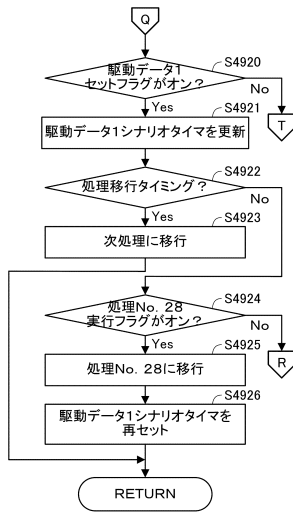 Q
S4920
駆動データ1
セットフラグがオン？
No
Yes
T
S4921
駆動データ1シナリオタイマを更新
S4922
処理移行タイミング？
No
Yes
S4923
次処理に移行
S4924
処理No. 28
実行フラグがオン？
No
Yes
R
S4925
処理No. 28に移行
S4926
駆動データ1シナリオタイマを
再セット
RETURN